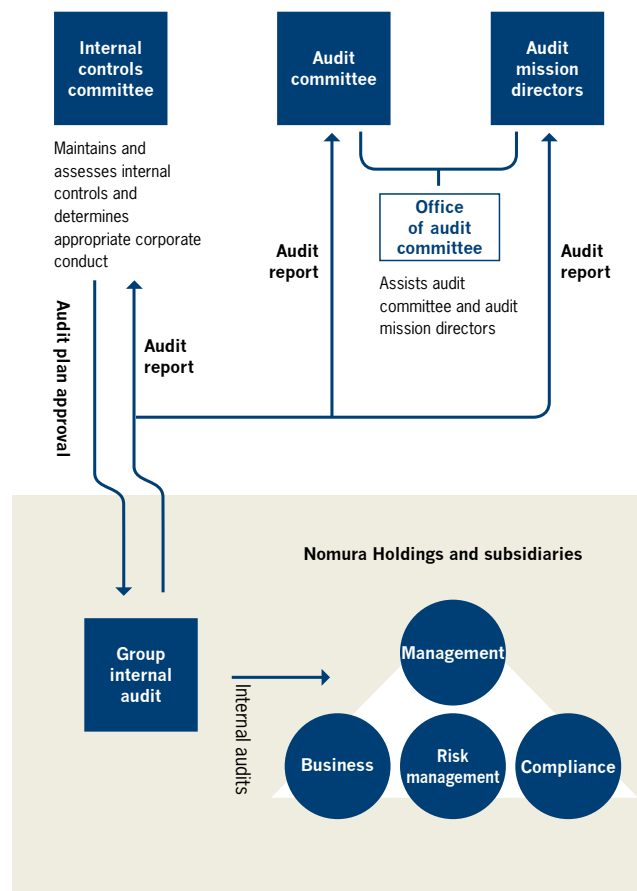 Internal
controls
committee
Audit
committee
Audit
mission
directors
Maintains and
assesses internal
controls and
determines
appropriate corporate
conduct
Office
of audit
committee
Assists audit
committee and audit
mission directors
Audit
report
Audit
report
Audit plan approval
Audit
report
Nomura Holdings and subsidiaries
Group
internal
audit
Internal audits
Management
Business
Risk
management
Compliance